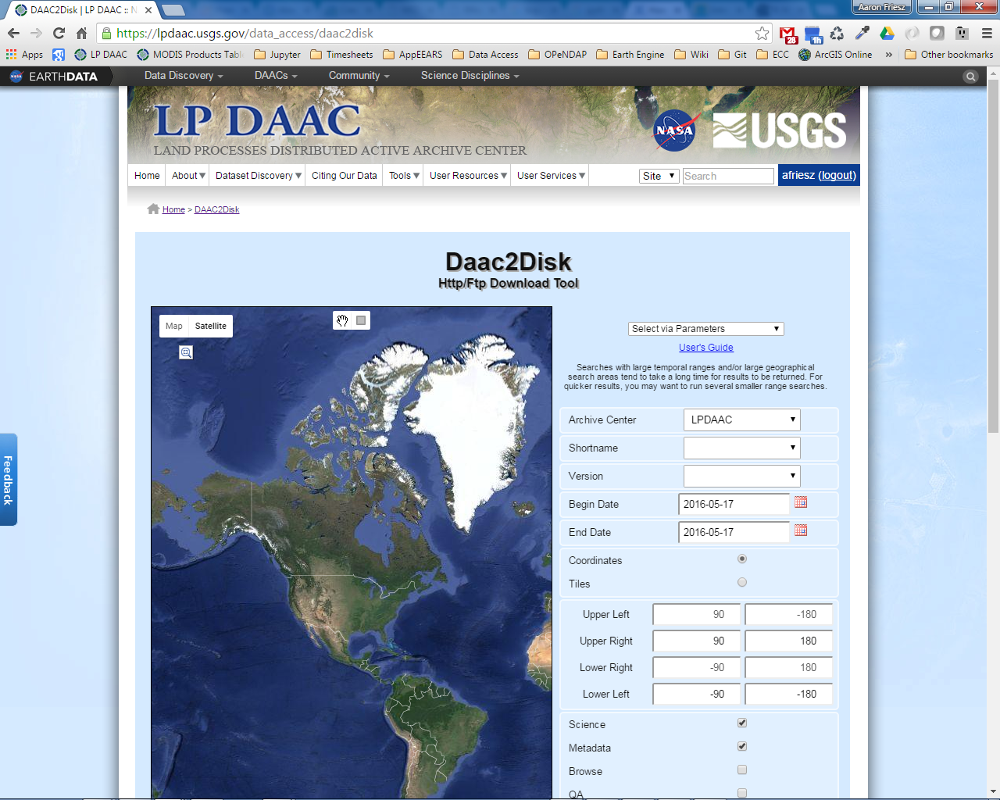 DAAC2Disk | LP DAAC :: N
Aaron Friesz
https://lpdaac.usgs.gov/data_access/daac2disk
28
1h
Apps
LP DAAC
MODIS Products Tabl
Jupyter
Timesheets
AppEEARS
Data Access
OPeNDAP
Earth Engine
Wiki
Git
ECC
ArcGIS Online
»
Other bookmarks
NASA EARTHDATA
Data Discovery
DAACs
Community
Science Disciplines
LP DAAC
LAND PROCESSES DISTRIBUTED ACTIVE ARCHIVE CENTER
NASA
USGS
Home
About
Dataset Discovery
Citing Our Data
Tools
User Resources
User Services
Site
Search
afriesz (logout)
Home > DAAC2Disk
Daac2Disk
Http/Ftp Download Tool
Map
Satellite
Select via Parameters
User's Guide
Searches with large temporal ranges and/or large geographical
search areas tend to take a long time for results to be returned. For
quicker results, you may want to run several smaller range searches.
Archive Center LPDAAC
Shortname
Version
Begin Date 2016-05-17
End Date 2016-05-17
Coordinates
Tiles
Upper Left 90 -180
Upper Right 90 180
Lower Right -90 180
Lower Left -90 -180
Science
Metadata
Browse
QA
Feedback